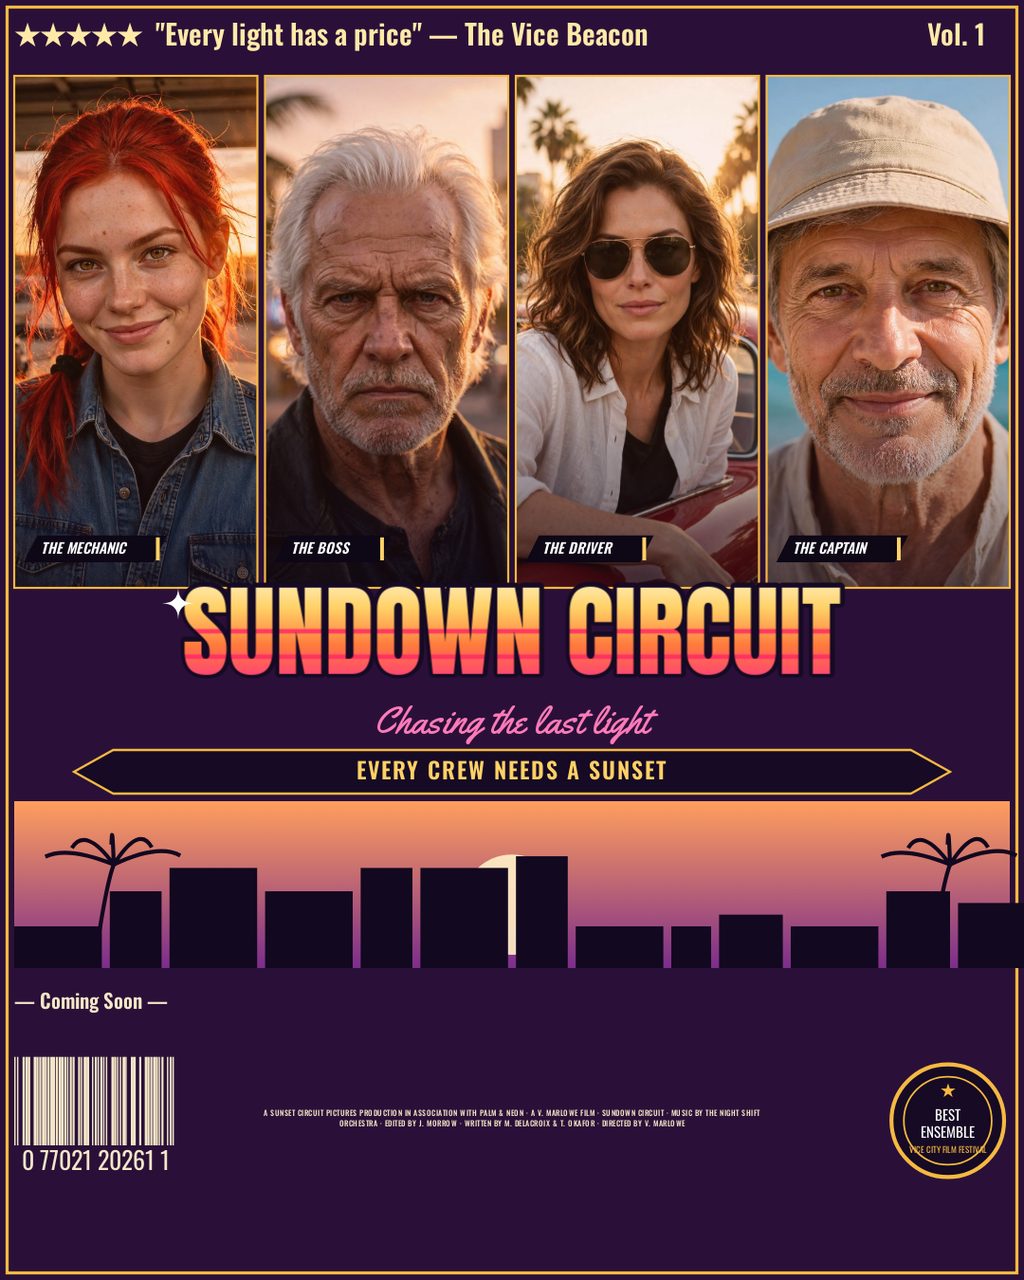 ★★★★★ "Every light has a price" — The Vice Beacon
Vol. 1
THE MECHANIC
THE BOSS
THE DRIVER
THE CAPTAIN
SUNDOWN CIRCUIT
Chasing the last light
EVERY CREW NEEDS A SUNSET
— Coming Soon —
0 77021 20261 1
A SUNSET CIRCUIT PICTURES PRODUCTION IN ASSOCIATION WITH PALM & NEON · A V. MARLOWE FILM · SUNDOWN CIRCUIT · MUSIC BY THE NIGHT SHIFT
ORCHESTRA · EDITED BY J. MORROW · WRITTEN BY M. DELACROIX & T. OKAFOR · DIRECTED BY V. MARLOWE
BEST
ENSEMBLE
VICE CITY FILM FESTIVAL